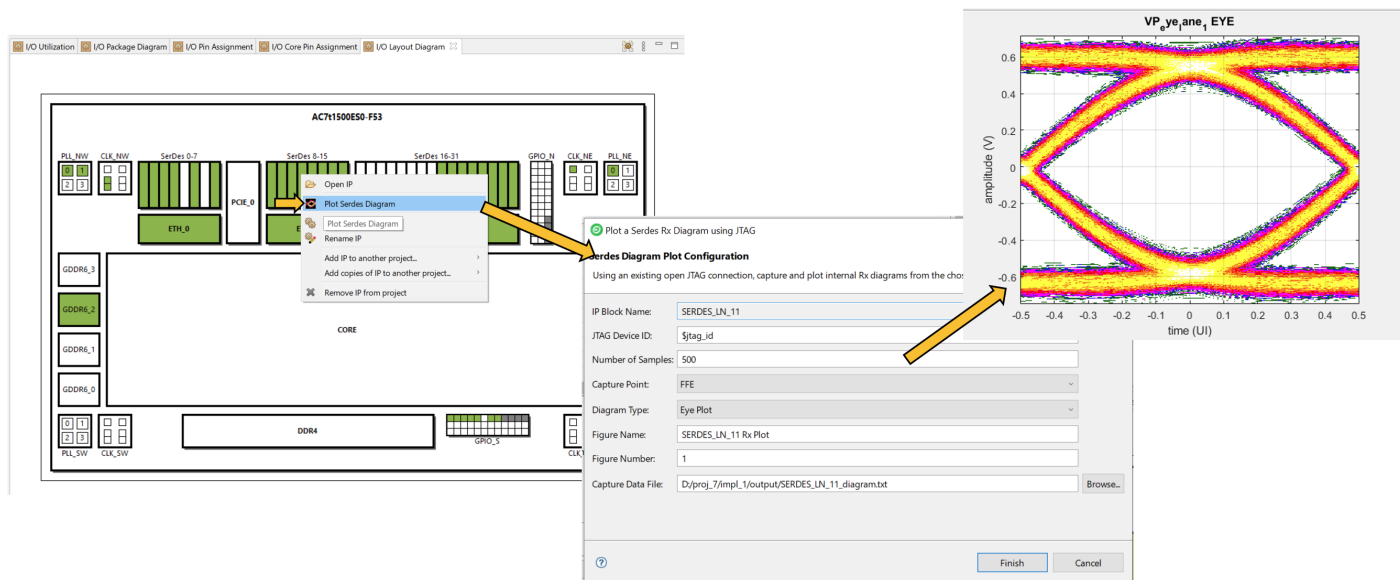 I/O Utilization
I/O Package Diagram
I/O Pin Assignment
I/O Core Pin Assignment
I/O Layout Diagram
AC7t1500ES0-F53
PLL_NW
CLK_NW
SerDes 0-7
SerDes 8-15
SerDes 16-31
GPIO_N
CLK_NE
PLL_NE
0 1
2 3
0 1
2 3
PCIE_0
ETH_0
E
GDDR6_3
GDDR6_2
GDDR6_1
GDDR6_0
CORE
0 1
2 3
PLL_SW
CLK_SW
DDR4
GPIO_S
Open IP
Plot Serdes Diagram
Plot Serdes Diagram
Rename IP
Add IP to another project...
Add copies of IP to another project...
Remove IP from project
Plot a Serdes Rx Diagram using JTAG
Serdes Diagram Plot Configuration
Using an existing open JTAG connection, capture and plot internal Rx diagrams from the chos
IP Block Name: SERDES_LN_11
JTAG Device ID: $jtag_id
Number of Samples: 500
Capture Point: FFE
Diagram Type: Eye Plot
Figure Name: SERDES_LN_11 Rx Plot
Figure Number: 1
Capture Data File: D:/proj_7/impl_1/output/SERDES_LN_11_diagram.txt Browse...
Finish
Cancel
VP_eye_lane_1 EYE
amplitude (V)
0.6
0.4
0.2
0
-0.2
-0.4
-0.6
-0.5 -0.4 -0.3 -0.2 -0.1 0 0.1 0.2 0.3 0.4 0.5
time (UI)